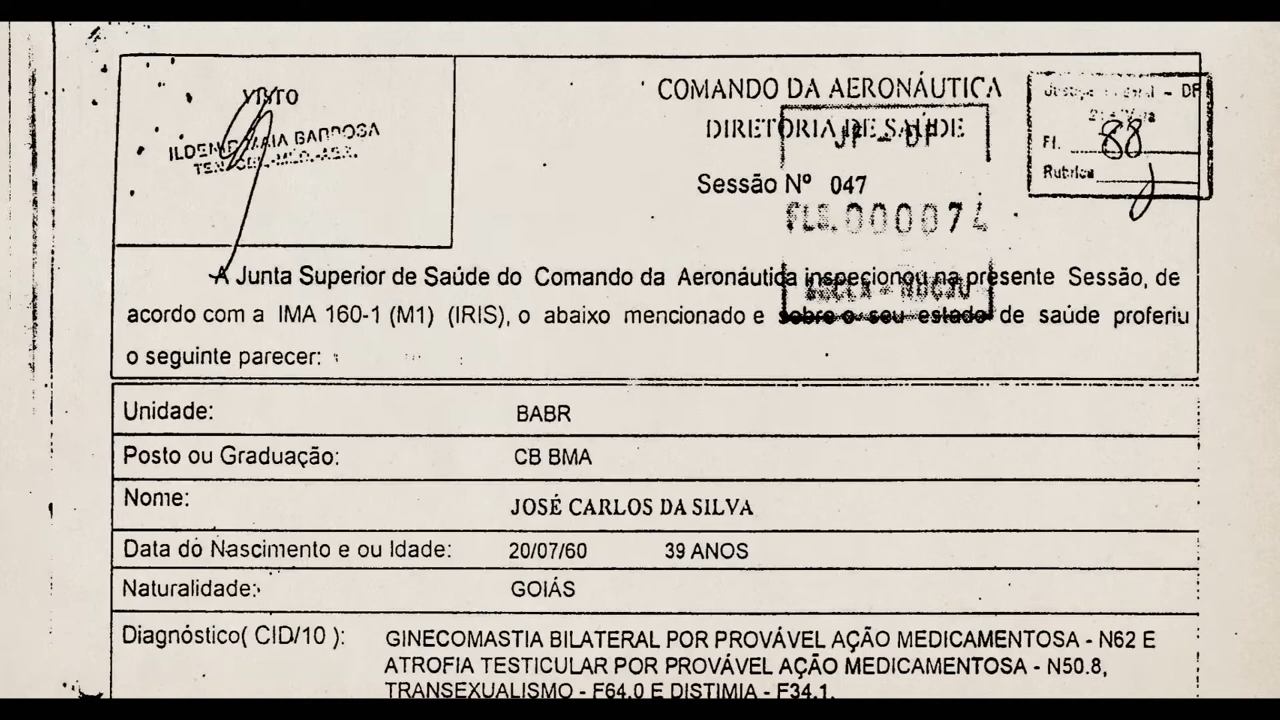 VISTO
COMANDO DA AERONÁUTICA
DIRETORIA DE SAÚDE
JF - DF
Sessão Nº 047
FLS. 000074
Fl. 88
Rubrica
A Junta Superior de Saúde do Comando da Aeronáutica inspecionou na presente Sessão, de
acordo com a IMA 160-1 (M1) (IRIS), o abaixo mencionado e sobre o seu estado de saúde proferiu
o seguinte parecer:
Unidade: BABR
Posto ou Graduação: CB BMA
Nome: JOSÉ CARLOS DA SILVA
Data do Nascimento e ou Idade: 20/07/60 39 ANOS
Naturalidade: GOIÁS
Diagnóstico( CID/10 ): GINECOMASTIA BILATERAL POR PROVÁVEL AÇÃO MEDICAMENTOSA - N62 E
ATROFIA TESTICULAR POR PROVÁVEL AÇÃO MEDICAMENTOSA - N50.8,
TRANSEXUALISMO - F64.0 E DISTIMIA - F34.1.